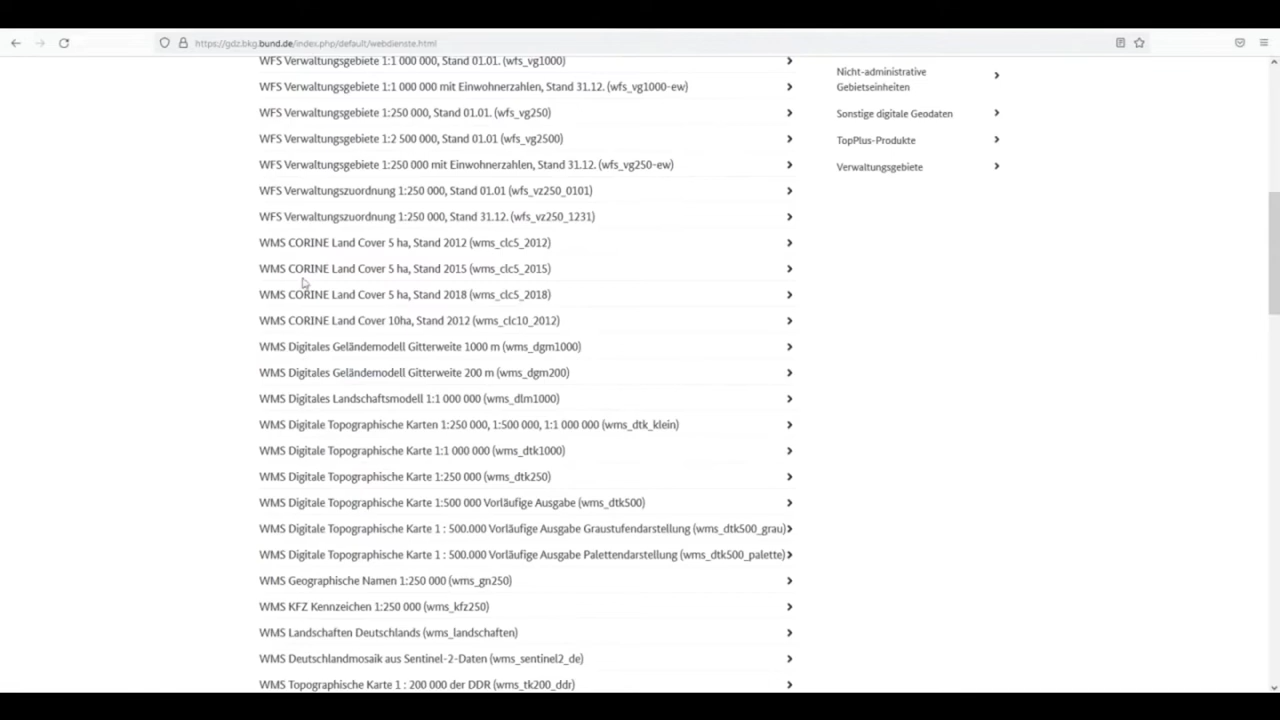 https://gdz.bkg.bund.de/index.php/default/webdienste.html
WFS Verwaltungsgebiete 1:1 000 000, Stand 01.01. (wfs_vg1000)
WFS Verwaltungsgebiete 1:1 000 000 mit Einwohnerzahlen, Stand 31.12. (wfs_vg1000-ew)
WFS Verwaltungsgebiete 1:250 000, Stand 01.01. (wfs_vg250)
WFS Verwaltungsgebiete 1:2 500 000, Stand 01.01 (wfs_vg2500)
WFS Verwaltungsgebiete 1:250 000 mit Einwohnerzahlen, Stand 31.12. (wfs_vg250-ew)
WFS Verwaltungszuordnung 1:250 000, Stand 01.01 (wfs_vz250_0101)
WFS Verwaltungszuordnung 1:250 000, Stand 31.12. (wfs_vz250_1231)
WMS CORINE Land Cover 5 ha, Stand 2012 (wms_clc5_2012)
WMS CORINE Land Cover 5 ha, Stand 2015 (wms_clc5_2015)
WMS CORINE Land Cover 5 ha, Stand 2018 (wms_clc5_2018)
WMS CORINE Land Cover 10ha, Stand 2012 (wms_clc10_2012)
WMS Digitales Geländemodell Gitterweite 1000 m (wms_dgm1000)
WMS Digitales Geländemodell Gitterweite 200 m (wms_dgm200)
WMS Digitales Landschaftsmodell 1:1 000 000 (wms_dlm1000)
WMS Digitale Topographische Karten 1:250 000, 1:500 000, 1:1 000 000 (wms_dtk_klein)
WMS Digitale Topographische Karte 1:1 000 000 (wms_dtk1000)
WMS Digitale Topographische Karte 1:250 000 (wms_dtk250)
WMS Digitale Topographische Karte 1:500 000 Vorläufige Ausgabe (wms_dtk500)
WMS Digitale Topographische Karte 1 : 500.000 Vorläufige Ausgabe Graustufendarstellung (wms_dtk500_grau)
WMS Digitale Topographische Karte 1 : 500.000 Vorläufige Ausgabe Palettendarstellung (wms_dtk500_palette)
WMS Geographische Namen 1:250 000 (wms_gn250)
WMS KFZ Kennzeichen 1:250 000 (wms_kfz250)
WMS Landschaften Deutschlands (wms_landschaften)
WMS Deutschlandmosaik aus Sentinel-2-Daten (wms_sentinel2_de)
WMS Topographische Karte 1 : 200 000 der DDR (wms_tk200_ddr)
Nicht-administrative
Gebietseinheiten
Sonstige digitale Geodaten
TopPlus-Produkte
Verwaltungsgebiete